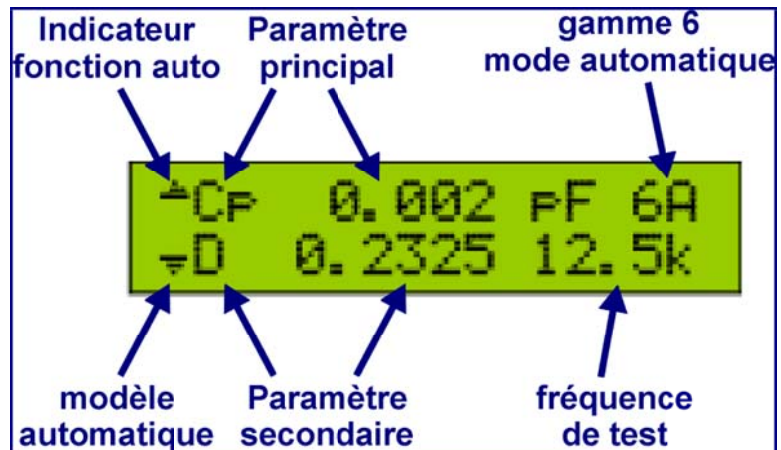 Indicateur
fonction auto
Paramètre
principal
gamme 6
mode automatique
Cp 0.002 pF 6A
D 0.2325 12.5k
modèle
automatique
Paramètre
secondaire
fréquence
de test